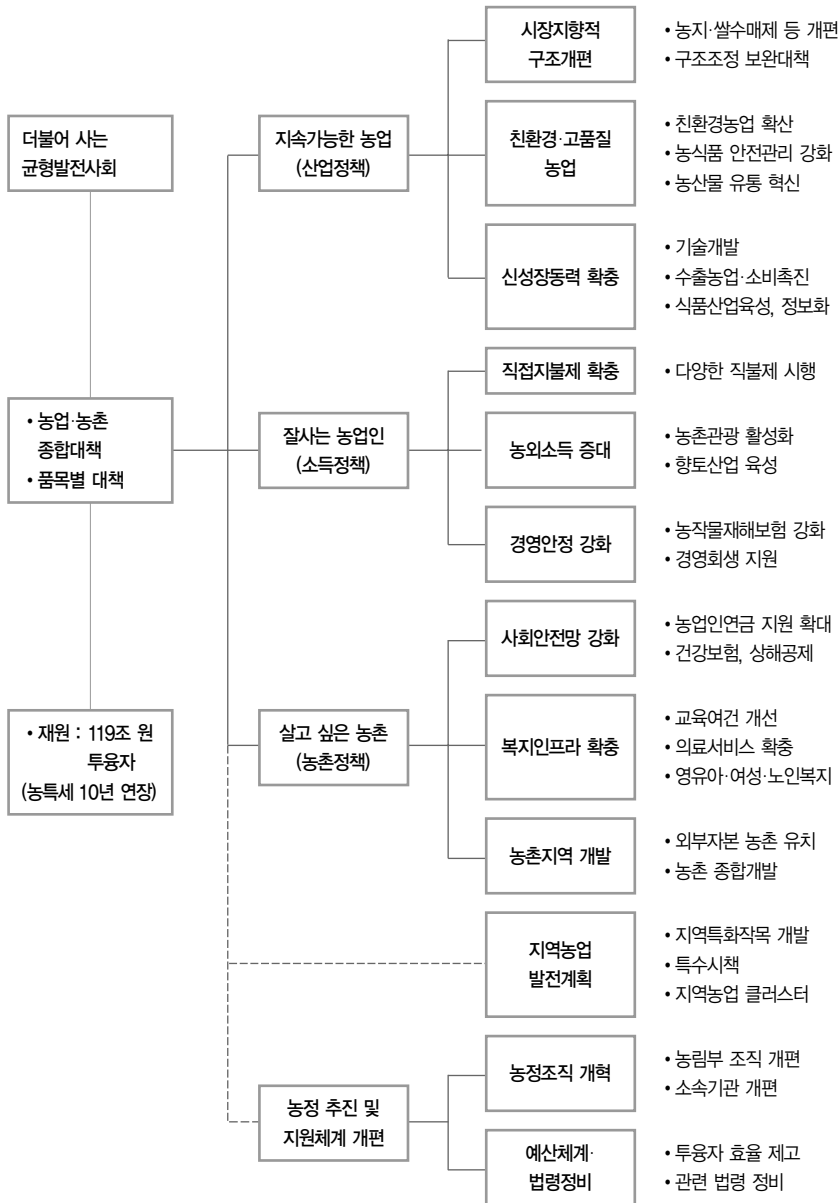 더불어 사는
균형발전사회
• 농업·농촌
종합대책
• 품목별 대책
• 재원 : 119조 원
투융자
(농특세 10년 연장)
지속가능한 농업
(산업정책)
시장지향적
구조개편
• 농지·쌀수매제 등 개편
• 구조조정 보완대책
친환경·고품질
농업
• 친환경농업 확산
• 농식품 안전관리 강화
• 농산물 유통 혁신
신성장동력 확충
• 기술개발
• 수출농업·소비촉진
• 식품산업육성, 정보화
잘사는 농업인
(소득정책)
직접지불제 확충
• 다양한 직불제 시행
농외소득 증대
• 농촌관광 활성화
• 향토산업 육성
경영안정 강화
• 농작물재해보험 강화
• 경영회생 지원
살고 싶은 농촌
(농촌정책)
사회안전망 강화
• 농업인연금 지원 확대
• 건강보험, 상해공제
복지인프라 확충
• 교육여건 개선
• 의료서비스 확충
• 영유아·여성·노인복지
농촌지역 개발
• 외부자본 농촌 유치
• 농촌 종합개발
지역농업
발전계획
• 지역특화작목 개발
• 특수시책
• 지역농업 클러스터
농정 추진 및
지원체계 개편
농정조직 개혁
• 농림부 조직 개편
• 소속기관 개편
예산체계·
법령정비
• 투융자 효율 제고
• 관련 법령 정비